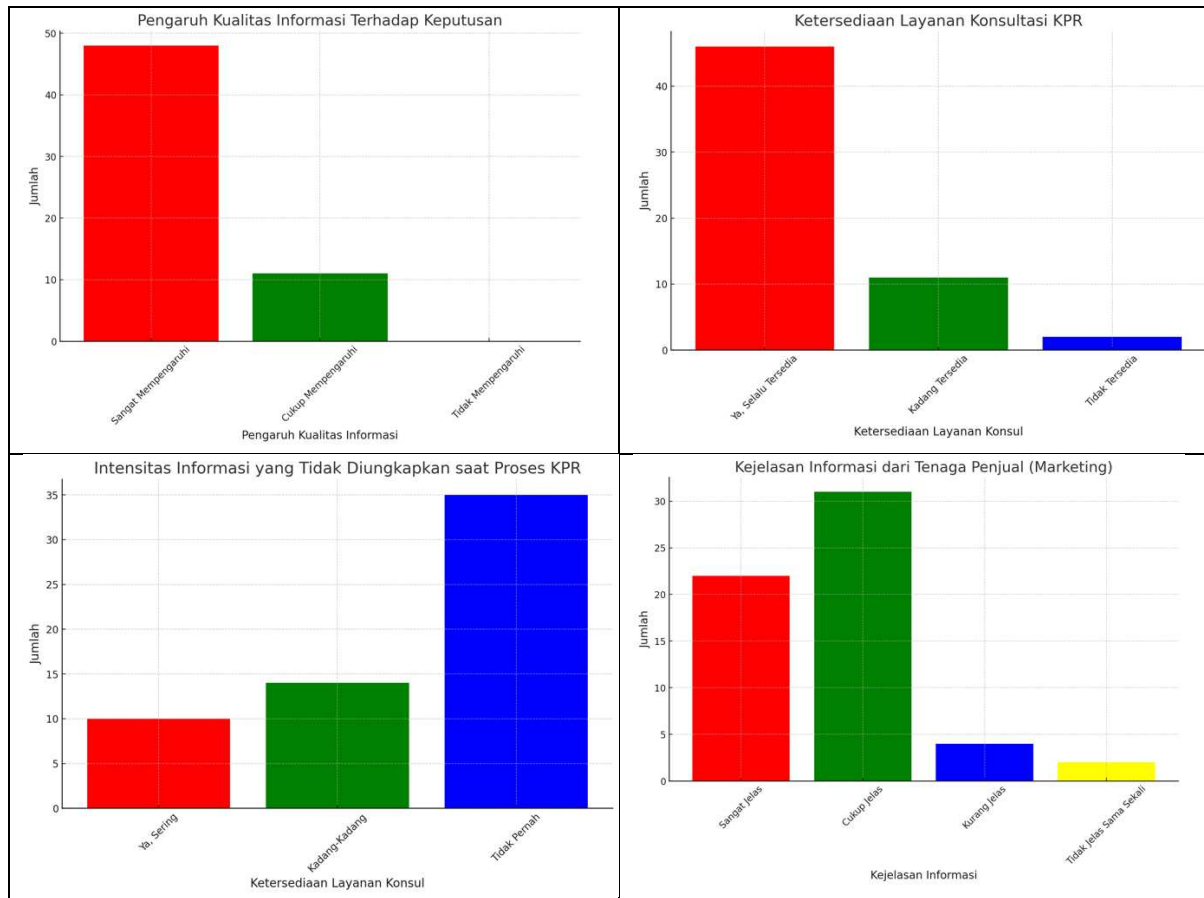 Pengaruh Kualitas Informasi Terhadap Keputusan
50
40
30
20
10
0
Jumlah
Sangat Mempengaruhi
Cukup Mempengaruhi
Tidak Mempengaruhi
Pengaruh Kualitas Informasi
Ketersediaan Layanan Konsultasi KPR
40
30
20
10
0
Jumlah
Ya, Selalu Tersedia
Kadang Tersedia
Tidak Tersedia
Ketersediaan Layanan Konsul
Intensitas Informasi yang Tidak Diungkapkan saat Proses KPR
35
30
25
20
15
10
5
0
Jumlah
Ya, Sering
Kadang-Kadang
Tidak Pernah
Ketersediaan Layanan Konsul
Kejelasan Informasi dari Tenaga Penjual (Marketing)
30
25
20
15
10
5
0
Jumlah
Sangat Jelas
Cukup Jelas
Kurang Jelas
Tidak Jelas Sama Sekali
Kejelasan Informasi